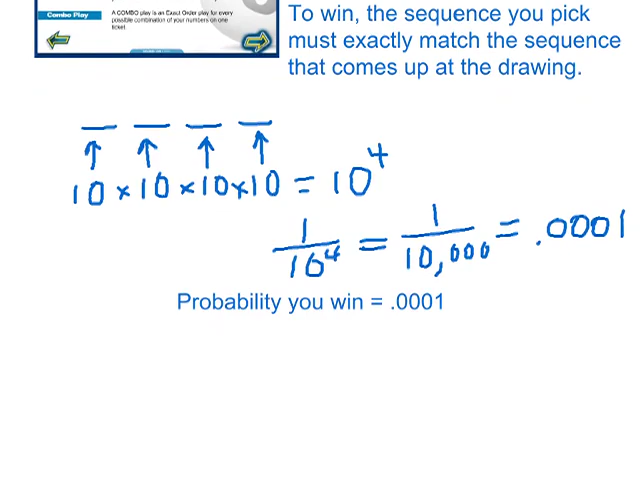 Combo Play
A COMBO play is an Exact Order play for every
possible combination of your numbers on one
ticket.
To win, the sequence you pick
must exactly match the sequence
that comes up at the drawing.
10 × 10 × 10 × 10 = 10⁴
1/10⁴ = 1/10,000 = .0001
Probability you win = .0001